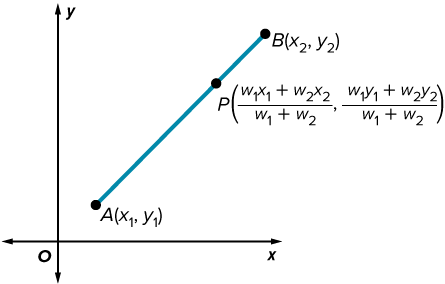 y
B(x₂, y₂)
P(w₁x₁ + w₂x₂ / w₁ + w₂, w₁y₁ + w₂y₂ / w₁ + w₂)
A(x₁, y₁)
O
x